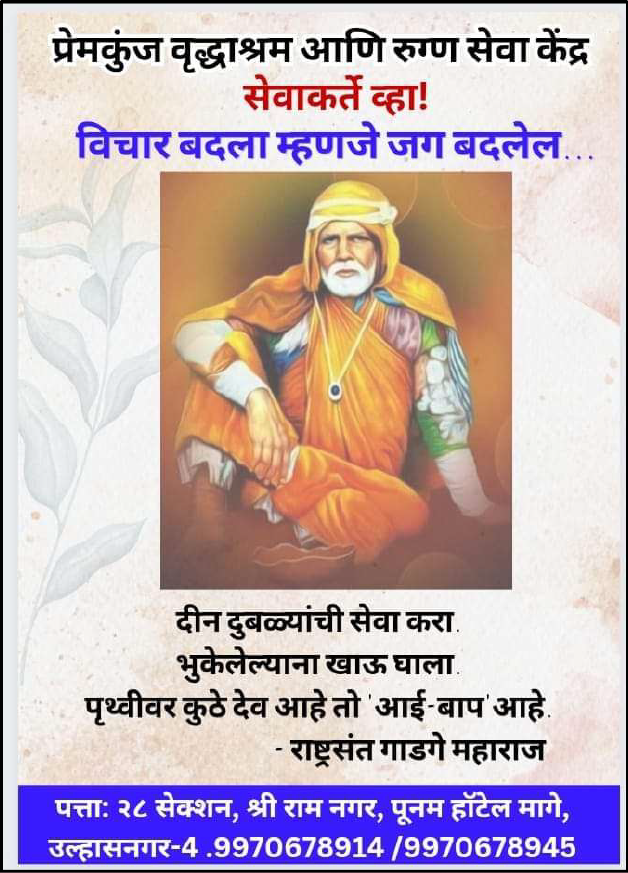 प्रेमकुंज वृद्धाश्रम आणि रुग्ण सेवा केंद्र
सेवाकर्ते व्हा!
विचार बदला म्हणजे जग बदलेल...
दीन दुबळ्यांची सेवा करा.
भुकेलेल्याना खाऊ घाला.
पृथ्वीवर कुठे देव आहे तो 'आई-बाप' आहे.
- राष्ट्रसंत गाडगे महाराज
पत्ता: २८ सेक्शन, श्री राम नगर, पूनम हॉटेल मागे,
उल्हासनगर-4 .9970678914 /9970678945